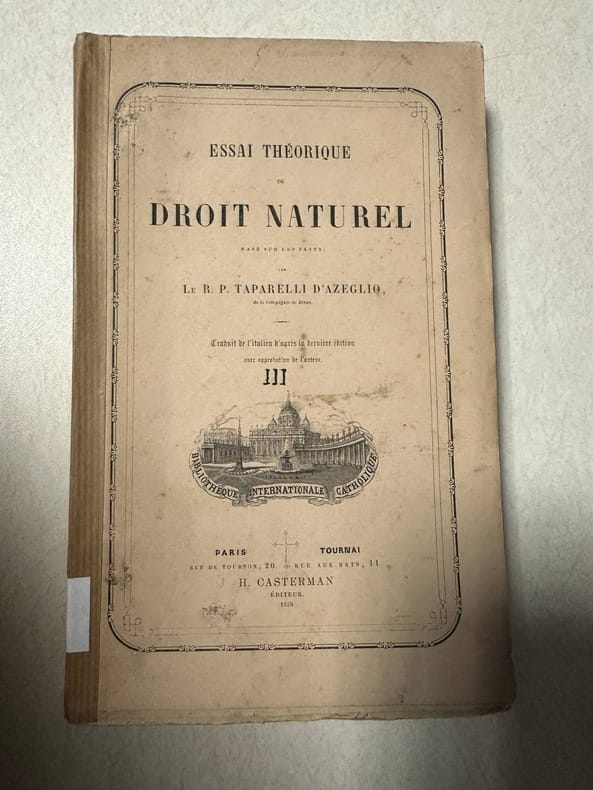 ESSAI THÉORIQUE
DE
DROIT NATUREL
BASÉ SUR LES FAITS,
PAR
LE R. P. TAPARELLI D'AZEGLIO,
de la compagnie de Jésus.
Traduit de l'italien d'après la dernière édition
avec approbation de l'auteur.
III
BIBLIOTHÈQUE INTERNATIONALE CATHOLIQUE
PARIS TOURNAI
RUE DE TOURNON, 20. RUE AUX RATS, 11
H. CASTERMAN
ÉDITEUR.
1858